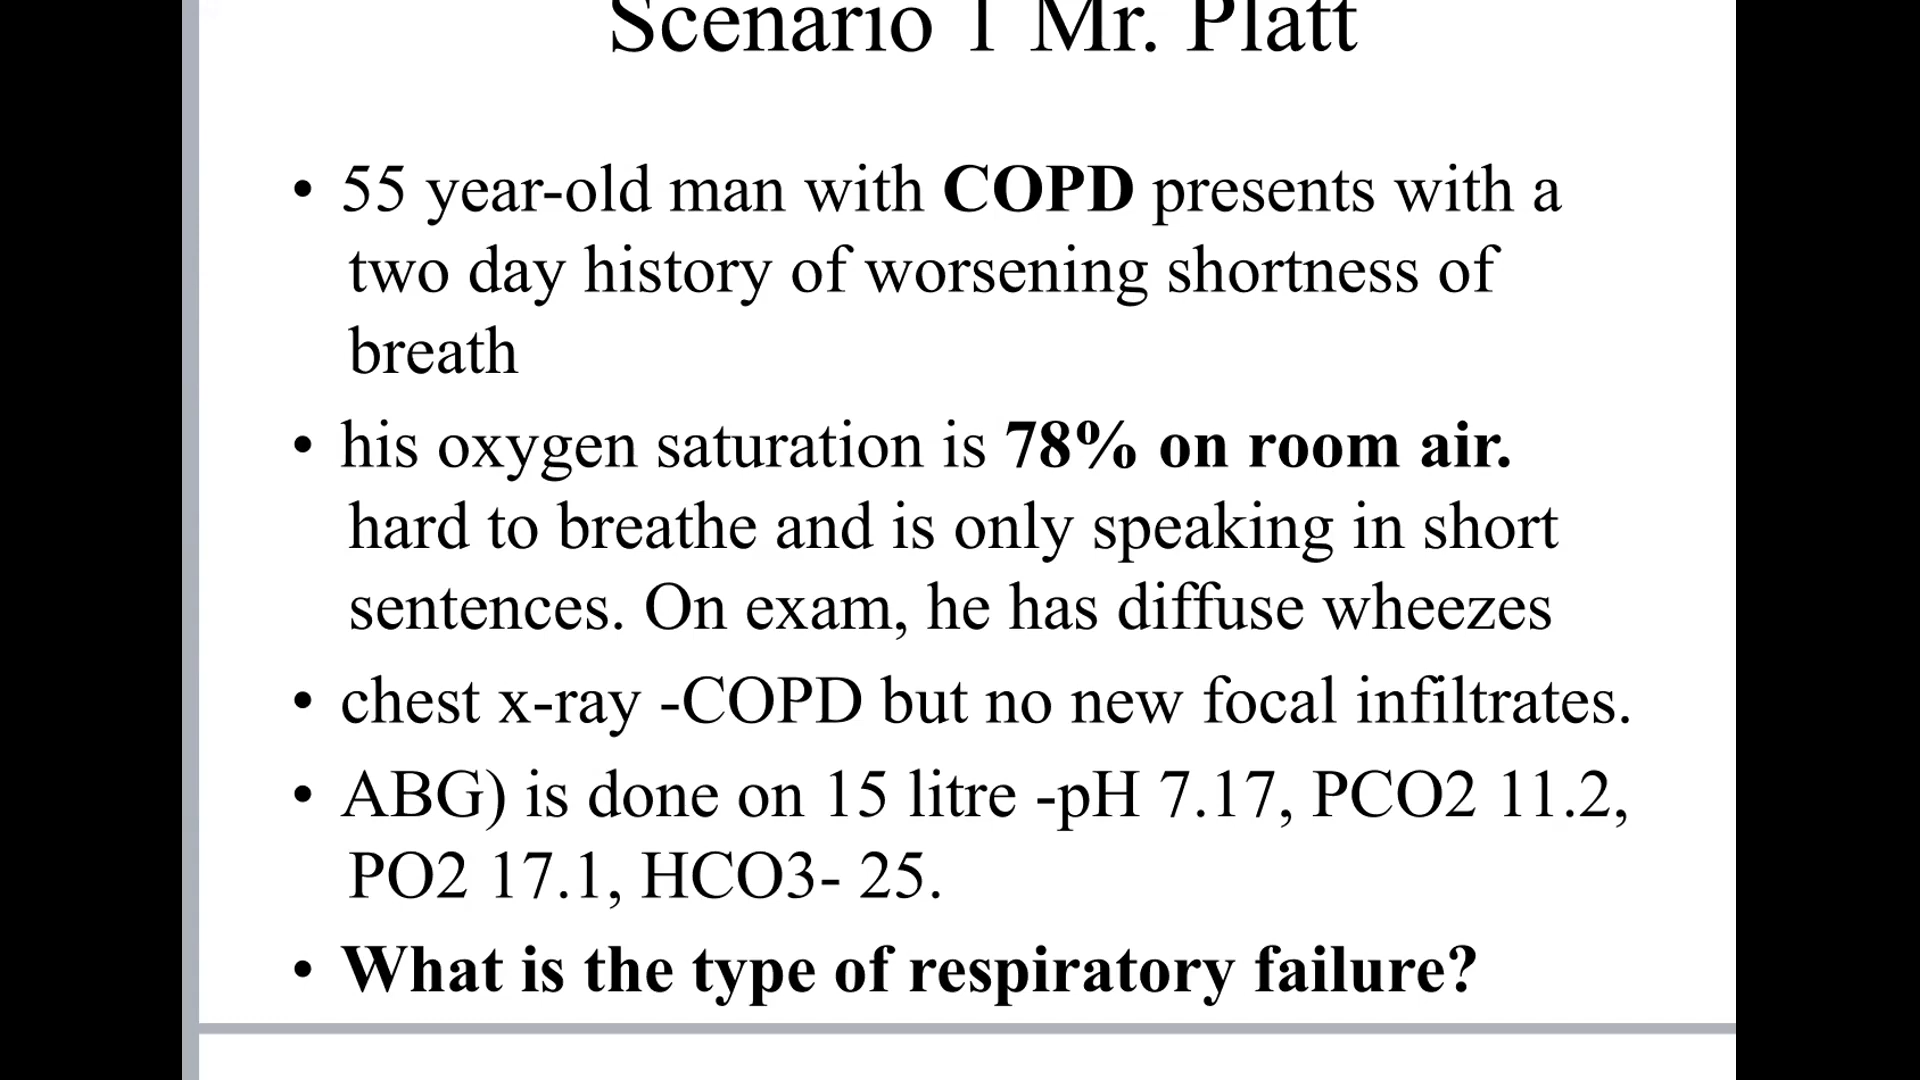 Scenario 1 Mr. Platt
• 55 year-old man with COPD presents with a
two day history of worsening shortness of
breath
• his oxygen saturation is 78% on room air.
hard to breathe and is only speaking in short
sentences. On exam, he has diffuse wheezes
• chest x-ray -COPD but no new focal infiltrates.
• ABG) is done on 15 litre -pH 7.17, PCO2 11.2,
PO2 17.1, HCO3- 25.
• What is the type of respiratory failure?